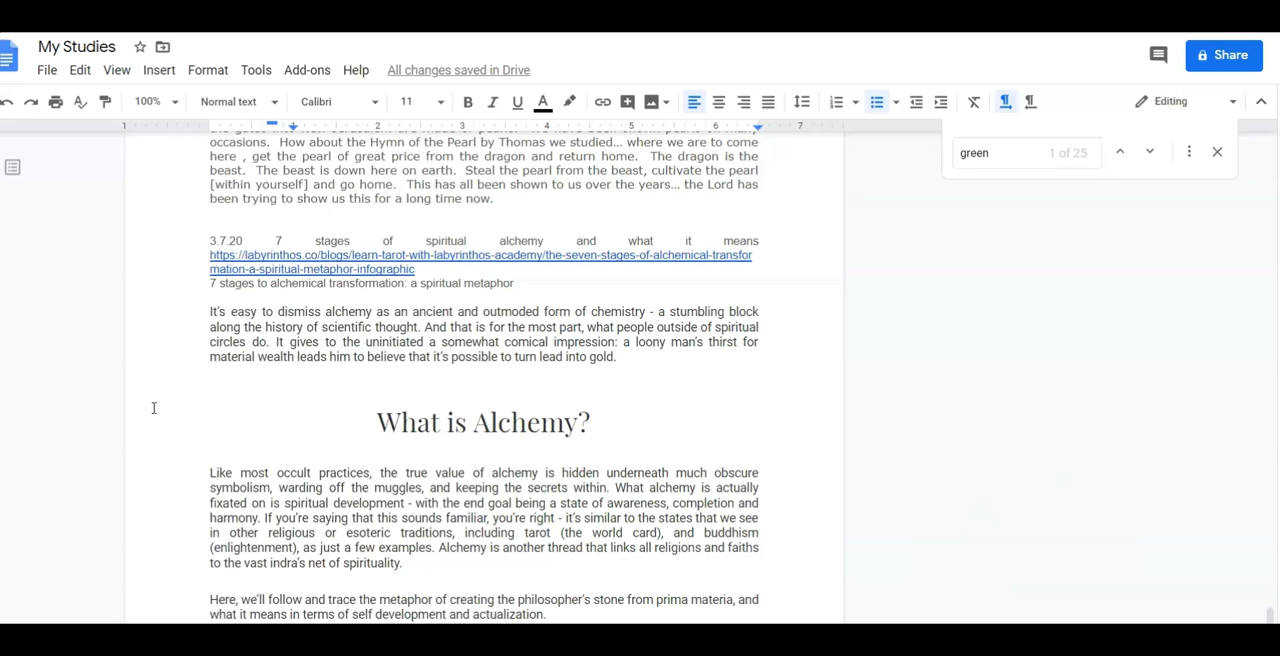 My Studies
File Edit View Insert Format Tools Add-ons Help All changes saved in Drive
Share
100% Normal text Calibri 11 B I U A Editing
1 1 2 3 4 5 6 7
green 1 of 25
occasions. How about the Hymn of the Pearl by Thomas we studied... where we are to come
here , get the pearl of great price from the dragon and return home. The dragon is the
beast. The beast is down here on earth. Steal the pearl from the beast, cultivate the pearl
[within yourself] and go home. This has all been shown to us over the years... the Lord has
been trying to show us this for a long time now.
3.7.20 7 stages of spiritual alchemy and what it means
https://labyrinthos.co/blogs/learn-tarot-with-labyrinthos-academy/the-seven-stages-of-alchemical-transfor
mation-a-spiritual-metaphor-infographic
7 stages to alchemical transformation: a spiritual metaphor
It's easy to dismiss alchemy as an ancient and outmoded form of chemistry - a stumbling block
along the history of scientific thought. And that is for the most part, what people outside of spiritual
circles do. It gives to the uninitiated a somewhat comical impression: a loony man's thirst for
material wealth leads him to believe that it's possible to turn lead into gold.
What is Alchemy?
Like most occult practices, the true value of alchemy is hidden underneath much obscure
symbolism, warding off the muggles, and keeping the secrets within. What alchemy is actually
fixated on is spiritual development - with the end goal being a state of awareness, completion and
harmony. If you're saying that this sounds familiar, you're right - it's similar to the states that we see
in other religious or esoteric traditions, including tarot (the world card), and buddhism
(enlightenment), as just a few examples. Alchemy is another thread that links all religions and faiths
to the vast indra's net of spirituality.
Here, we'll follow and trace the metaphor of creating the philosopher's stone from prima materia, and
what it means in terms of self development and actualization.